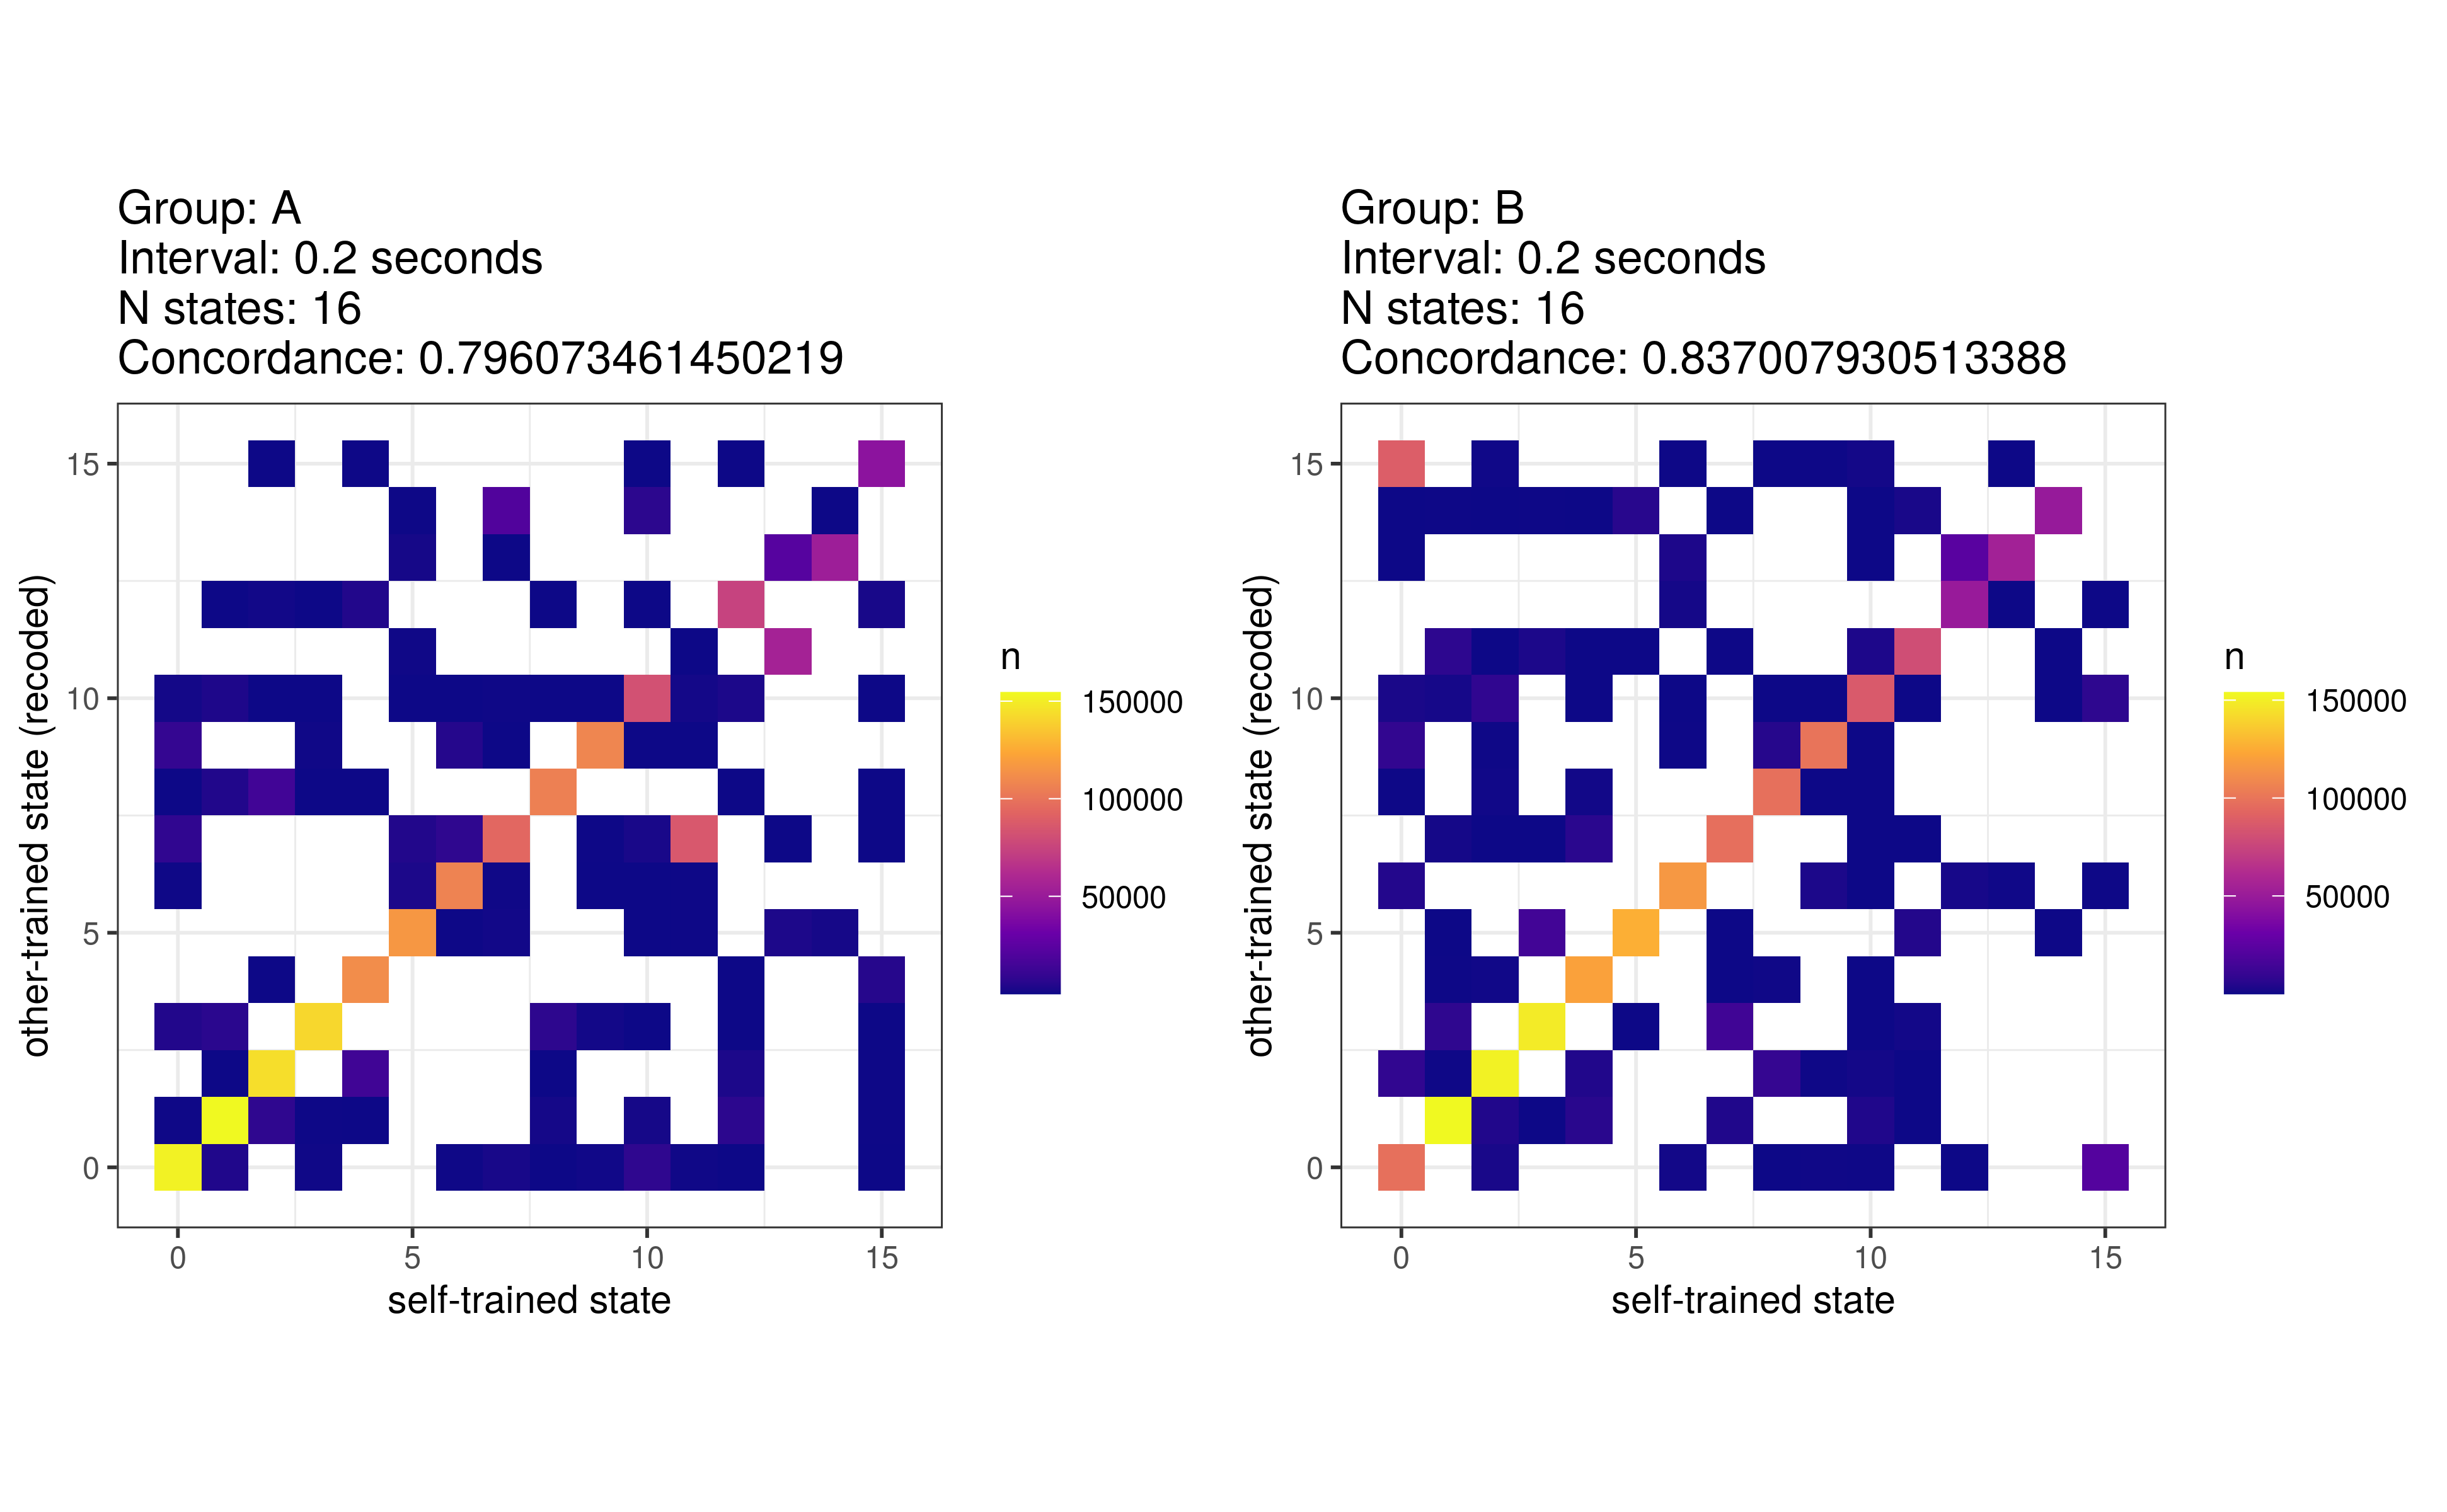 Group: A
Interval: 0.2 seconds
N states: 16
Concordance: 0.796073461450219
other-trained state (recoded)
15
10
5
0
0 5 10 15
self-trained state
n
150000
100000
50000
Group: B
Interval: 0.2 seconds
N states: 16
Concordance: 0.837007930513388
other-trained state (recoded)
15
10
5
0
0 5 10 15
self-trained state
n
150000
100000
50000